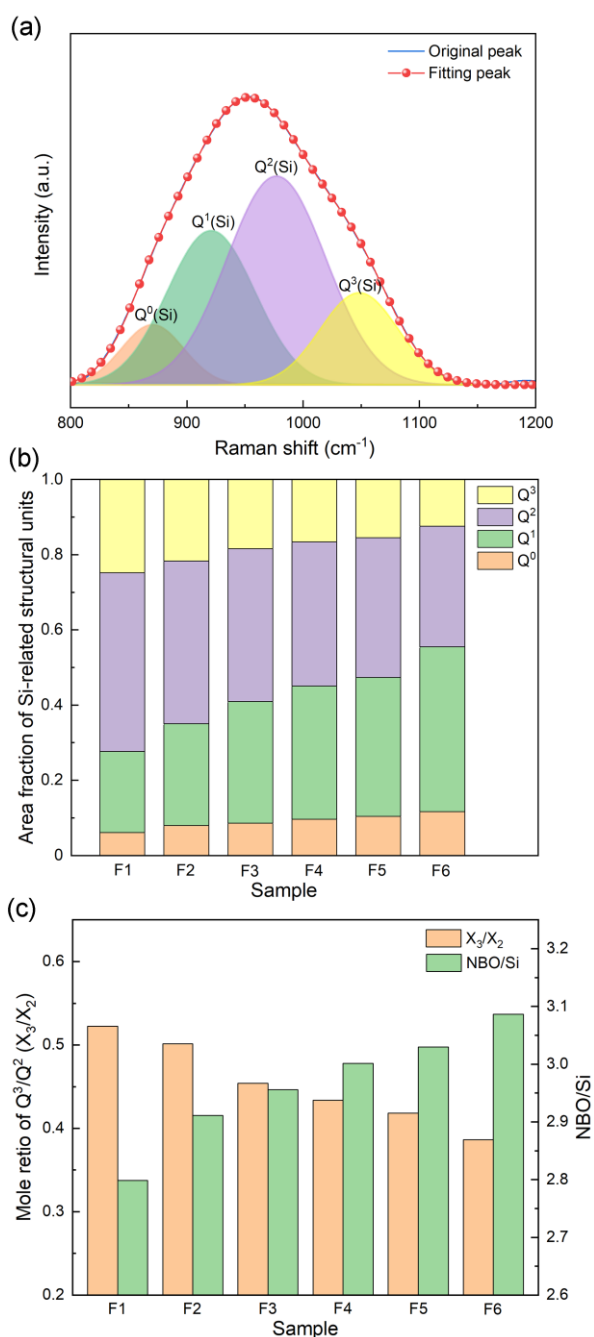 (a)
Original peak
Fitting peak
Q²(Si)
Q¹(Si)
Q³(Si)
Q⁰(Si)
Intensity (a.u.)
800 900 1000 1100 1200
Raman shift (cm⁻¹)
(b)
1.0
0.8
0.6
0.4
0.2
0
Area fraction of Si-related structural units
Q³
Q²
Q¹
Q⁰
F1 F2 F3 F4 F5 F6
Sample
(c)
X₃/X₂
NBO/Si
0.6
0.5
0.4
0.3
0.2
Mole retio of Q³/Q² (X₃/X₂)
3.2
3.1
3.0
2.9
2.8
2.7
2.6
NBO/Si
F1 F2 F3 F4 F5 F6
Sample